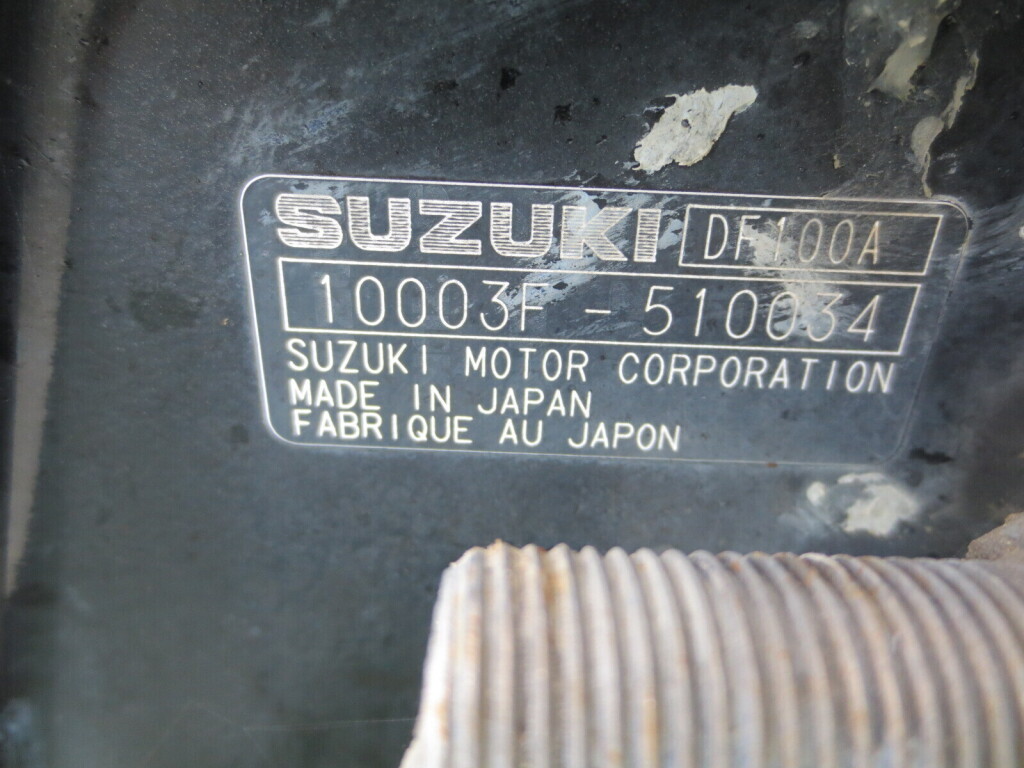 SUZUKI DF100A
10003F-510034
SUZUKI MOTOR CORPORATION
MADE IN JAPAN
FABRIQUE AU JAPON